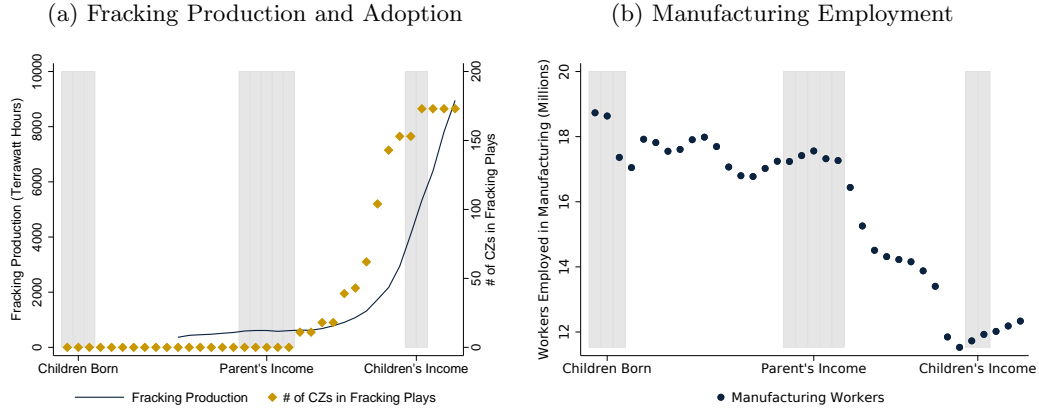 (a) Fracking Production and Adoption
Fracking Production (Terrawatt Hours)
10000
8000
6000
4000
2000
0
# of CZs in Fracking Plays
200
150
100
50
0
Children Born
Parent's Income
Children's Income
Fracking Production
# of CZs in Fracking Plays
(b) Manufacturing Employment
Workers Employed in Manufacturing (Millions)
20
18
16
14
12
Children Born
Parent's Income
Children's Income
Manufacturing Workers